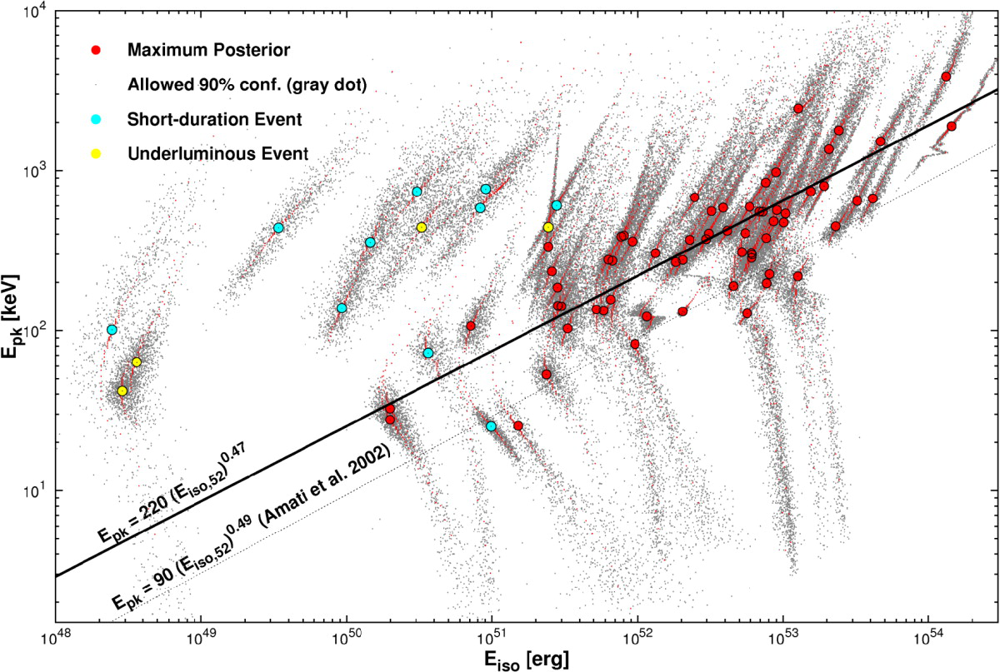 10^4
10^3
10^2
10^1
E_pk [keV]
Maximum Posterior
Allowed 90% conf. (gray dot)
Short-duration Event
Underluminous Event
E_pk = 220 (E_iso,52)^0.47
E_pk = 90 (E_iso,52)^0.49 (Amati et al. 2002)
10^48 10^49 10^50 10^51 10^52 10^53 10^54
E_iso [erg]